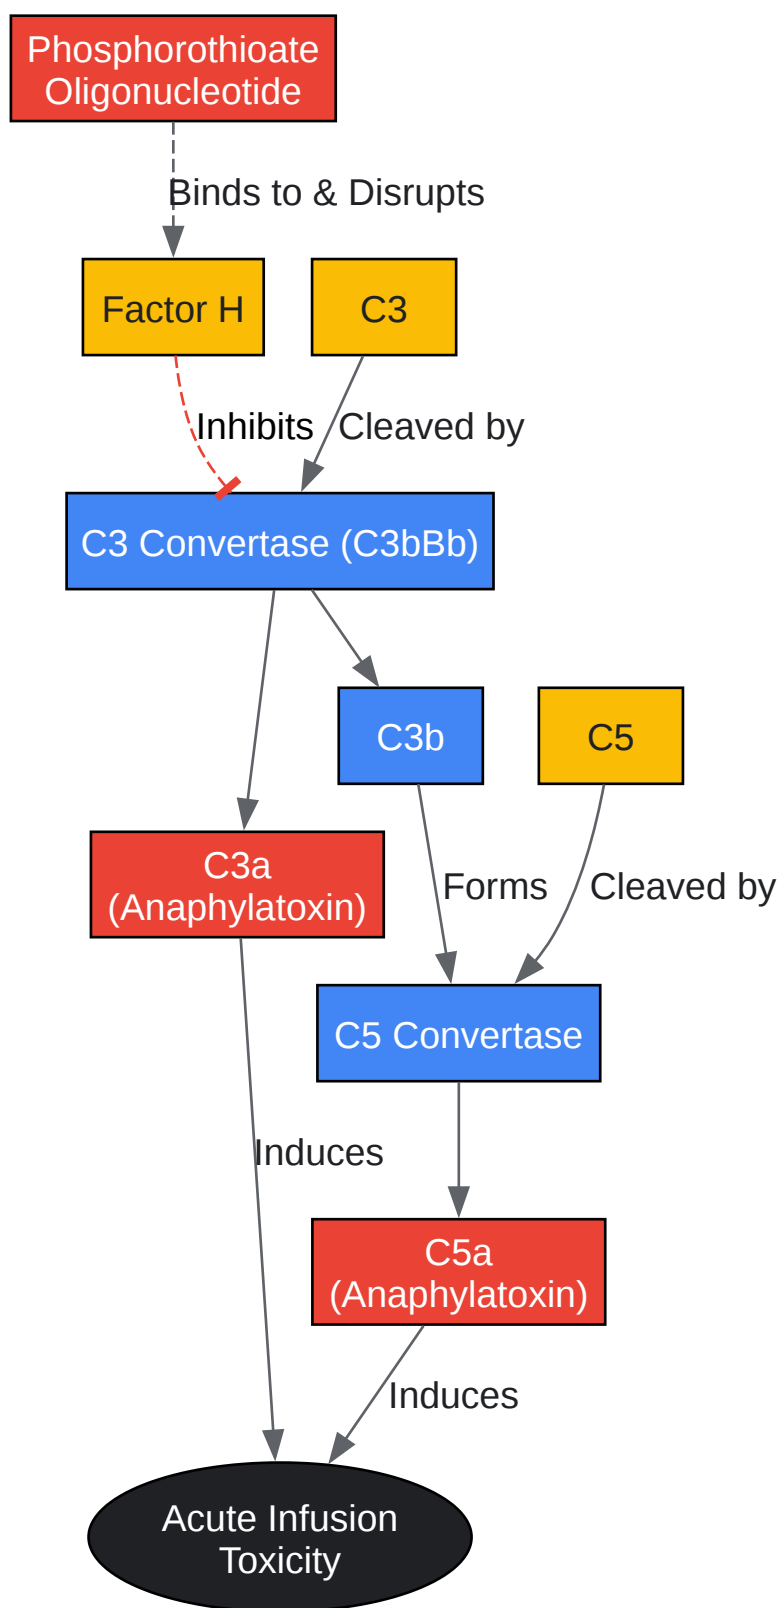 Phosphorothioate
Oligonucleotide
Binds to & Disrupts
Factor H
C3
Inhibits
Cleaved by
C3 Convertase (C3bBb)
C3b
C5
C3a
(Anaphylatoxin)
Forms
Cleaved by
C5 Convertase
Induces
C5a
(Anaphylatoxin)
Induces
Acute Infusion
Toxicity